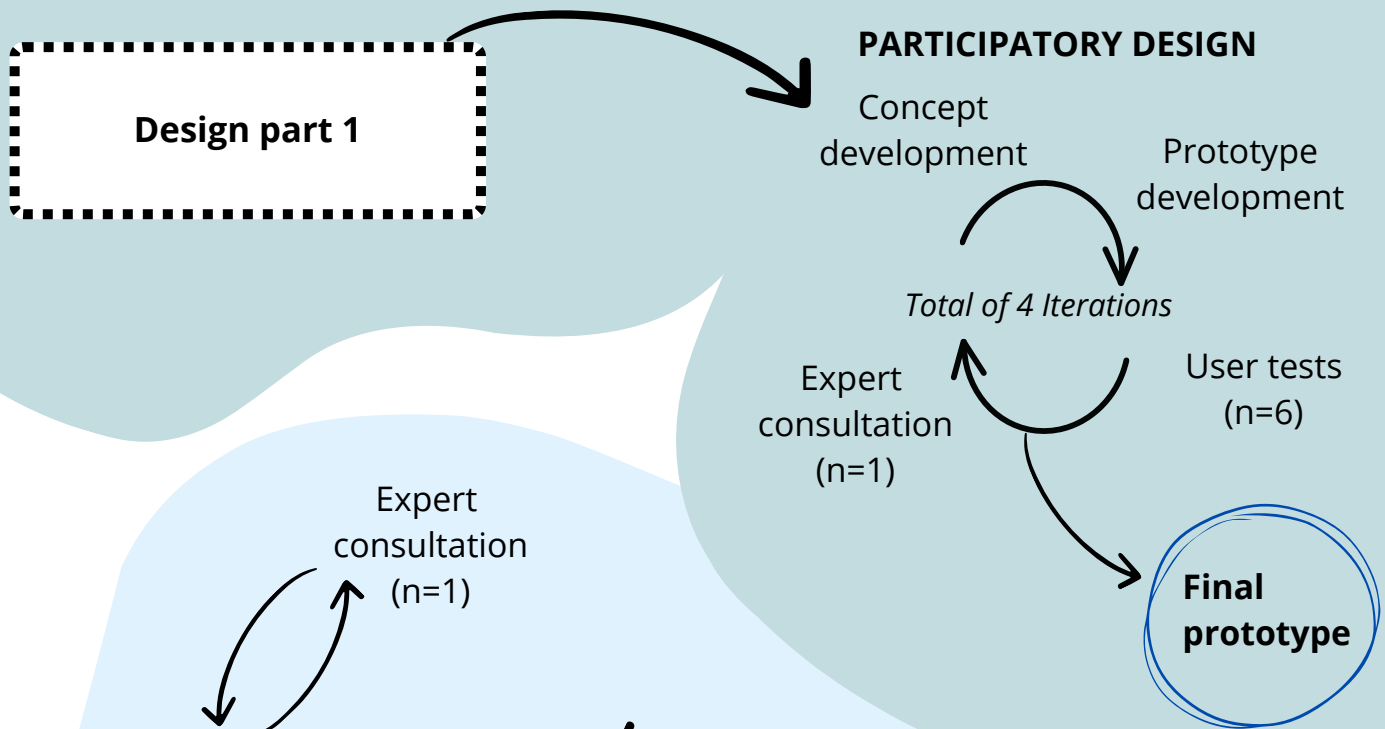 Design part 1
PARTICIPATORY DESIGN
Concept
development
Prototype
development
Total of 4 Iterations
Expert
consultation
(n=1)
User tests
(n=6)
Final
prototype
Expert
consultation
(n=1)